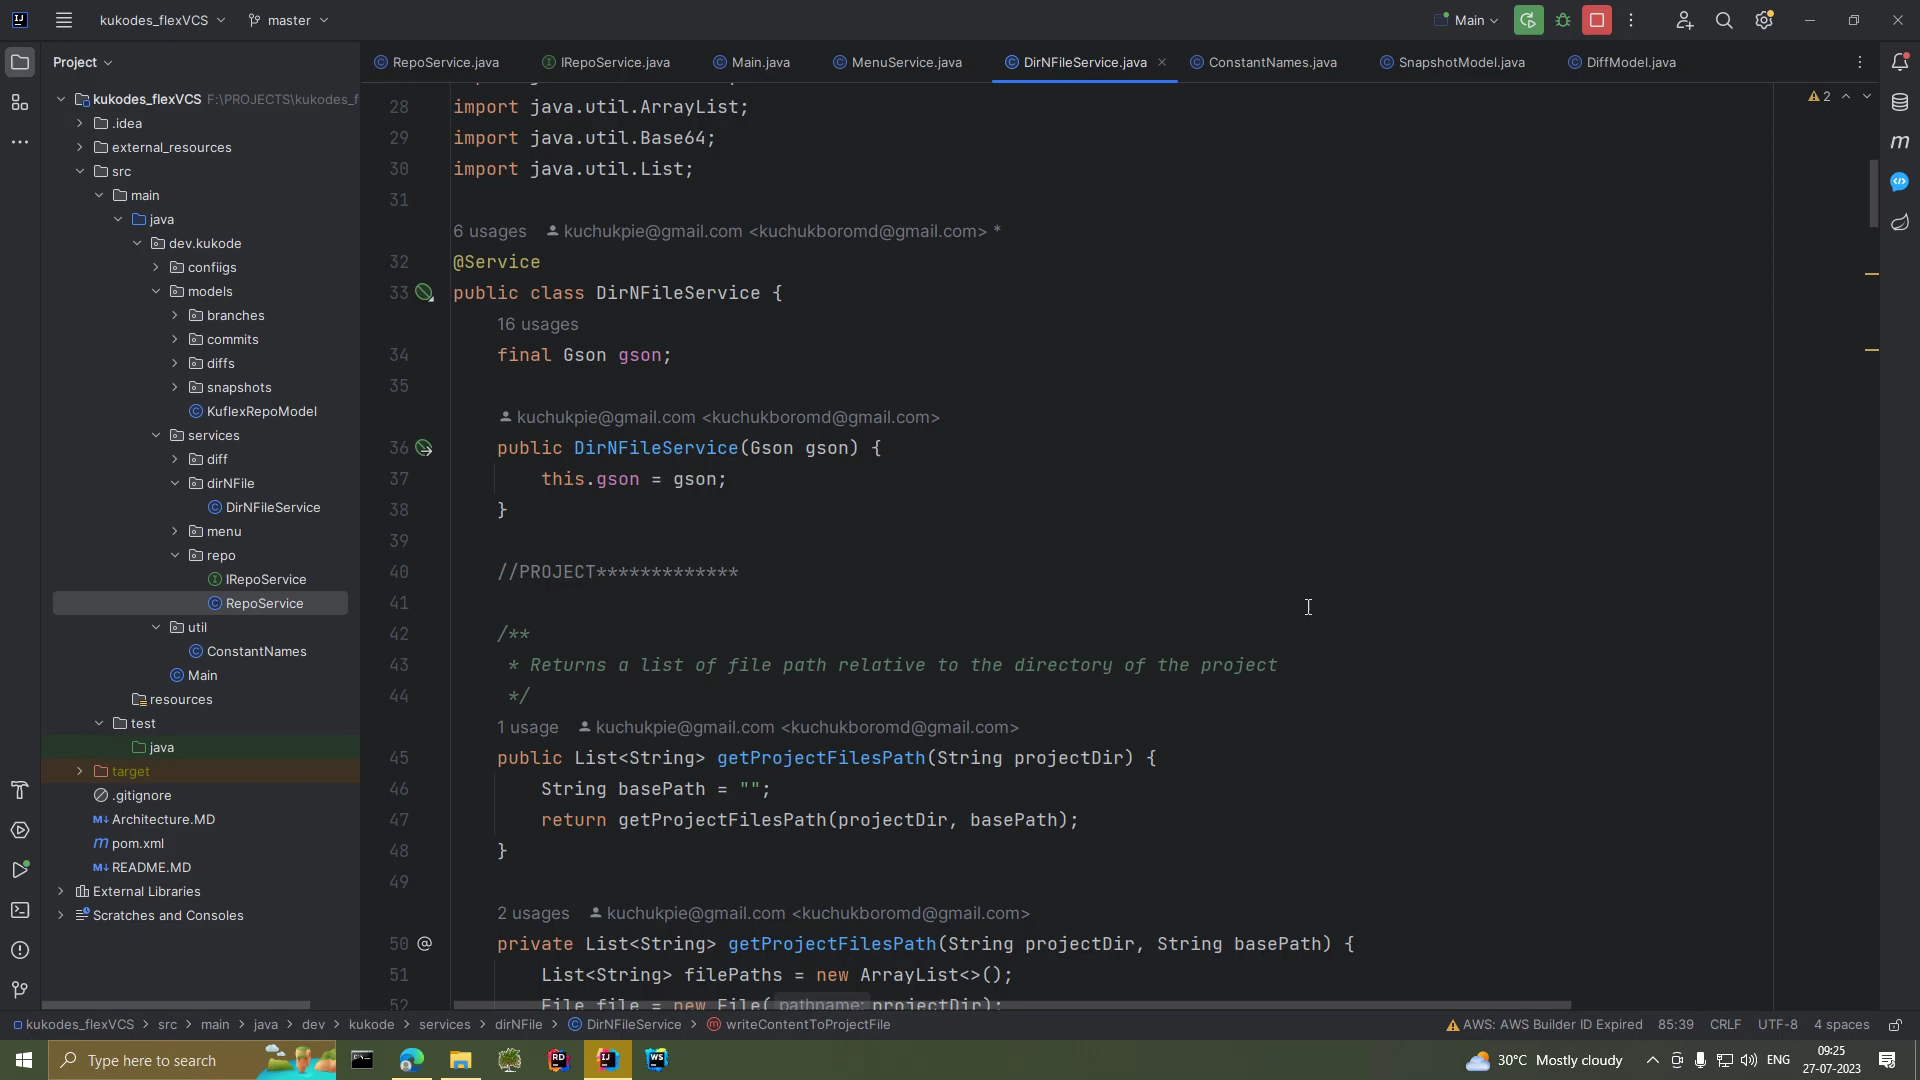 kukodes_flexVCS master Main
Project
RepoService.java IRepoService.java Main.java MenuService.java DirNFileService.java ConstantNames.java SnapshotModel.java DiffModel.java
kukodes_flexVCS F:\PROJECTS\kukodes_f
.idea
external_resources
src
main
java
dev.kukode
confiigs
models
branches
commits
diffs
snapshots
KuflexRepoModel
services
diff
dirNFile
DirNFileService
menu
repo
IRepoService
RepoService
util
ConstantNames
Main
resources
test
java
target
.gitignore
M↓ Architecture.MD
m pom.xml
M↓ README.MD
External Libraries
Scratches and Consoles
2
28 import java.util.ArrayList;
29 import java.util.Base64;
30 import java.util.List;
31
6 usages kuchukpie@gmail.com <kuchukboromd@gmail.com> *
32 @Service
33 public class DirNFileService {
16 usages
34 final Gson gson;
35
kuchukpie@gmail.com <kuchukboromd@gmail.com>
36 public DirNFileService(Gson gson) {
37 this.gson = gson;
38 }
39
40 //PROJECT*************
41
42 /**
43 * Returns a list of file path relative to the directory of the project
44 */
1 usage kuchukpie@gmail.com <kuchukboromd@gmail.com>
45 public List<String> getProjectFilesPath(String projectDir) {
46 String basePath = "";
47 return getProjectFilesPath(projectDir, basePath);
48 }
49
2 usages kuchukpie@gmail.com <kuchukboromd@gmail.com>
50 @ private List<String> getProjectFilesPath(String projectDir, String basePath) {
51 List<String> filePaths = new ArrayList<>();
52 File file = new File( pathname: projectDir);
kukodes_flexVCS > src > main > java > dev > kukode > services > dirNFile > DirNFileService > writeContentToProjectFile
AWS: AWS Builder ID Expired 85:39 CRLF UTF-8 4 spaces
Type here to search
30°C Mostly cloudy ENG 09:25
27-07-2023